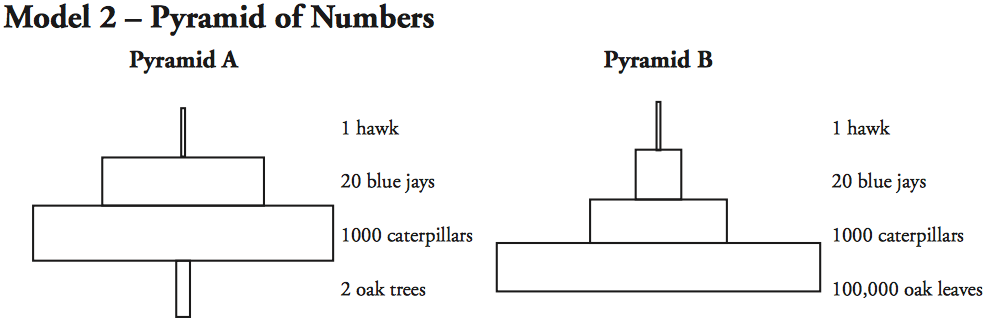 Model 2 – Pyramid of Numbers
Pyramid A
1 hawk
20 blue jays
1000 caterpillars
2 oak trees
Pyramid B
1 hawk
20 blue jays
1000 caterpillars
100,000 oak leaves